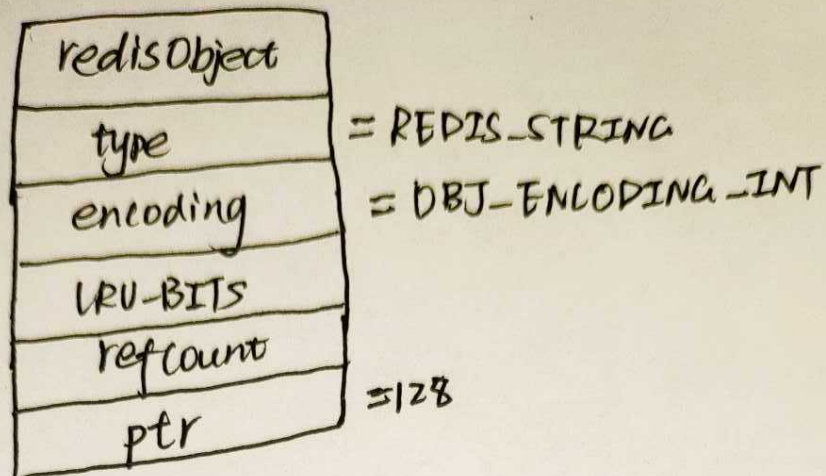 redisObject
type = REDIS_STRING
encoding = OBJ_ENCODING_INT
LRU_BITS
refcount
ptr =128